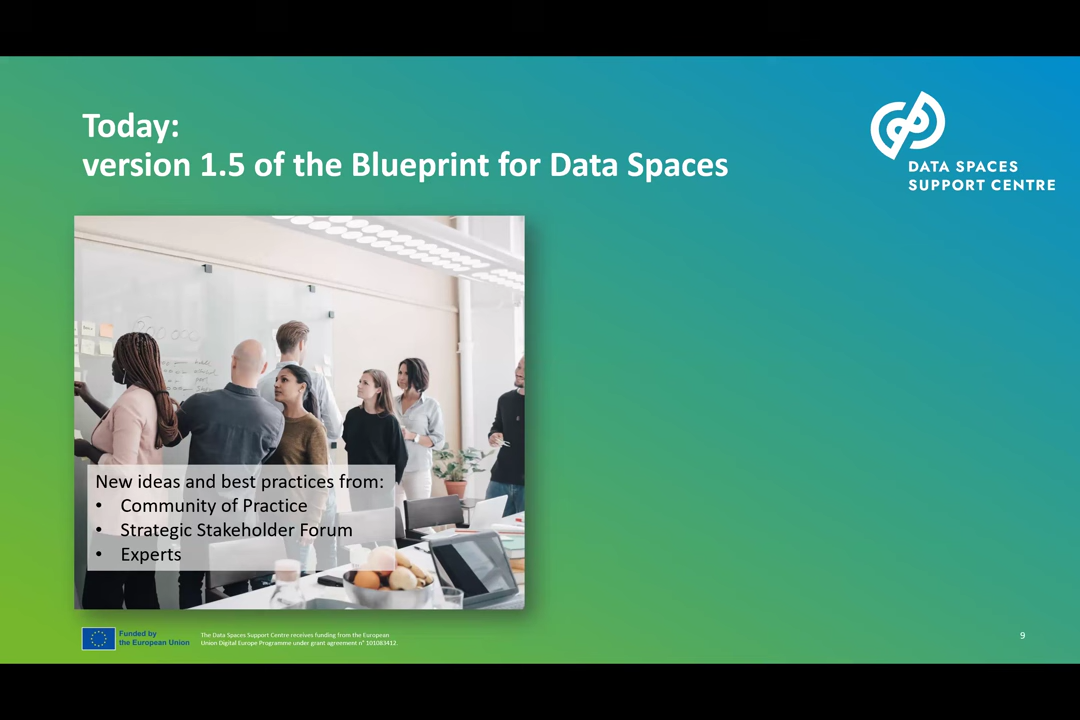 Today:
version 1.5 of the Blueprint for Data Spaces
DATA SPACES
SUPPORT CENTRE
New ideas and best practices from:
• Community of Practice
• Strategic Stakeholder Forum
• Experts
Funded by
the European Union
The Data Spaces Support Centre receives funding from the European
Union Digital Europe Programme under grant agreement n° 101083412.
9